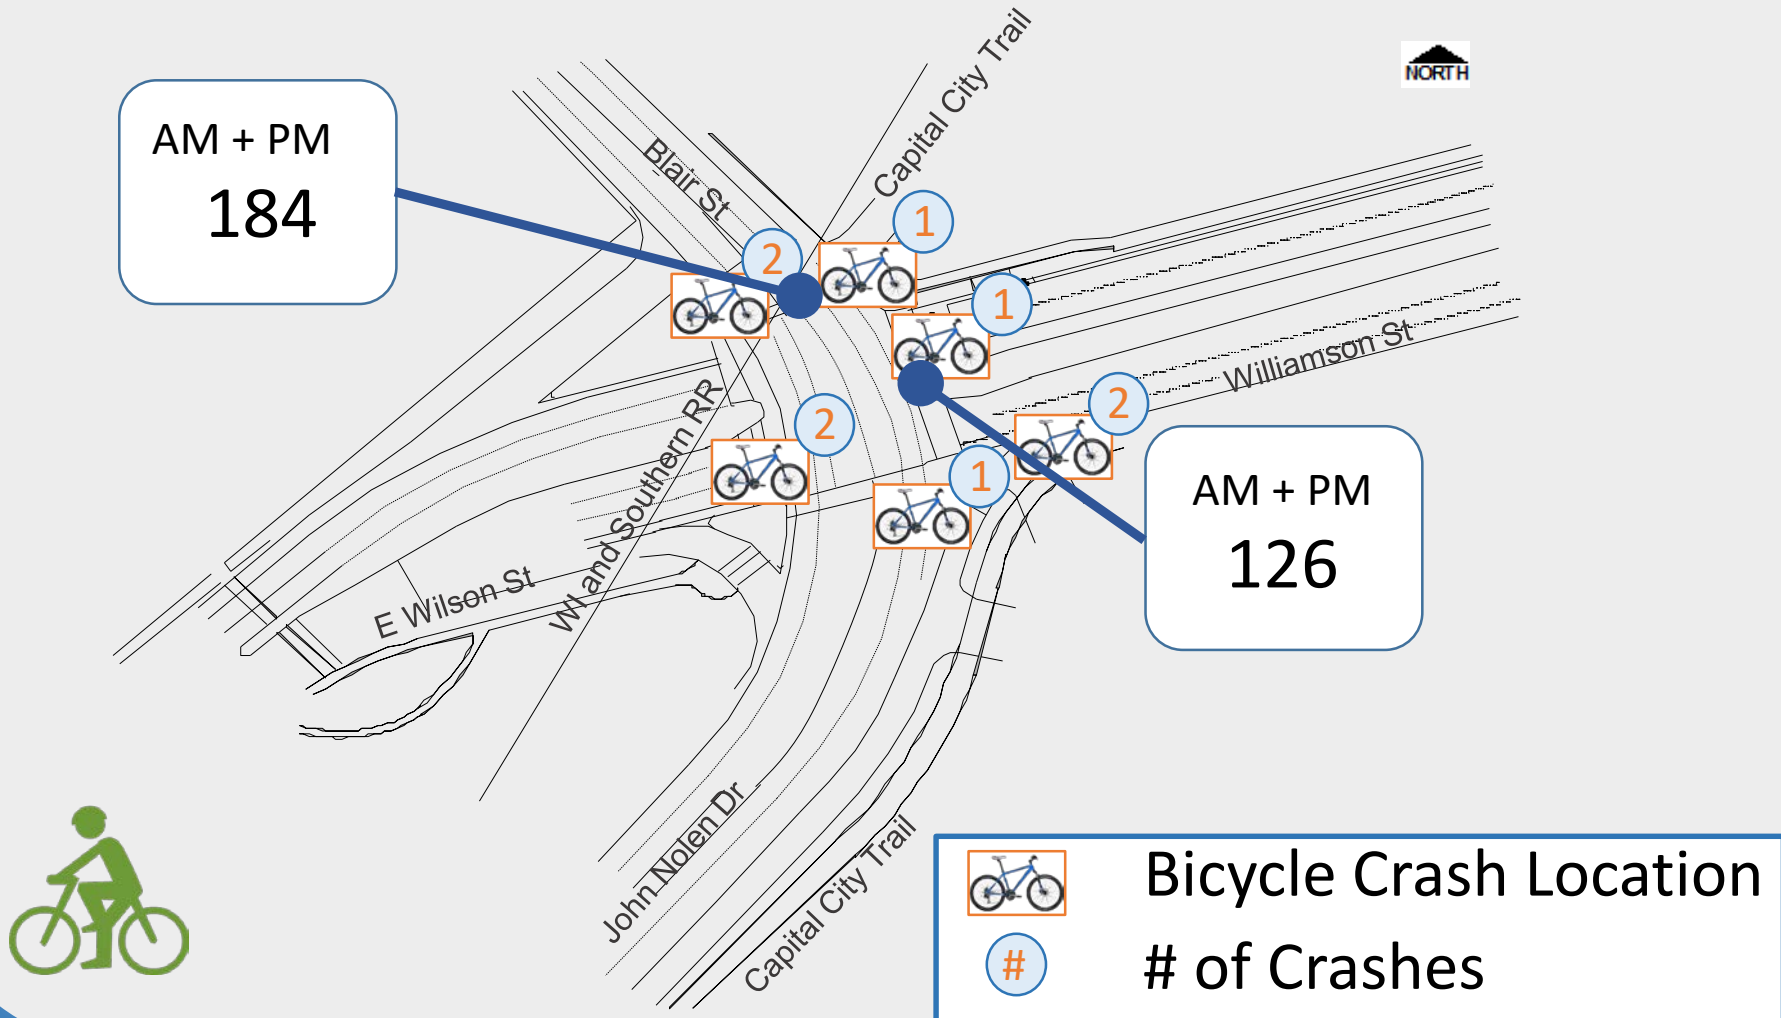 NORTH
Capital City Trail
AM + PM
184
Blair St
1
2
1
Williamson St
2
2
1
WI and Southern RR
AM + PM
126
E Wilson St
John Nolen Dr
Capital City Trail
Bicycle Crash Location
# # of Crashes